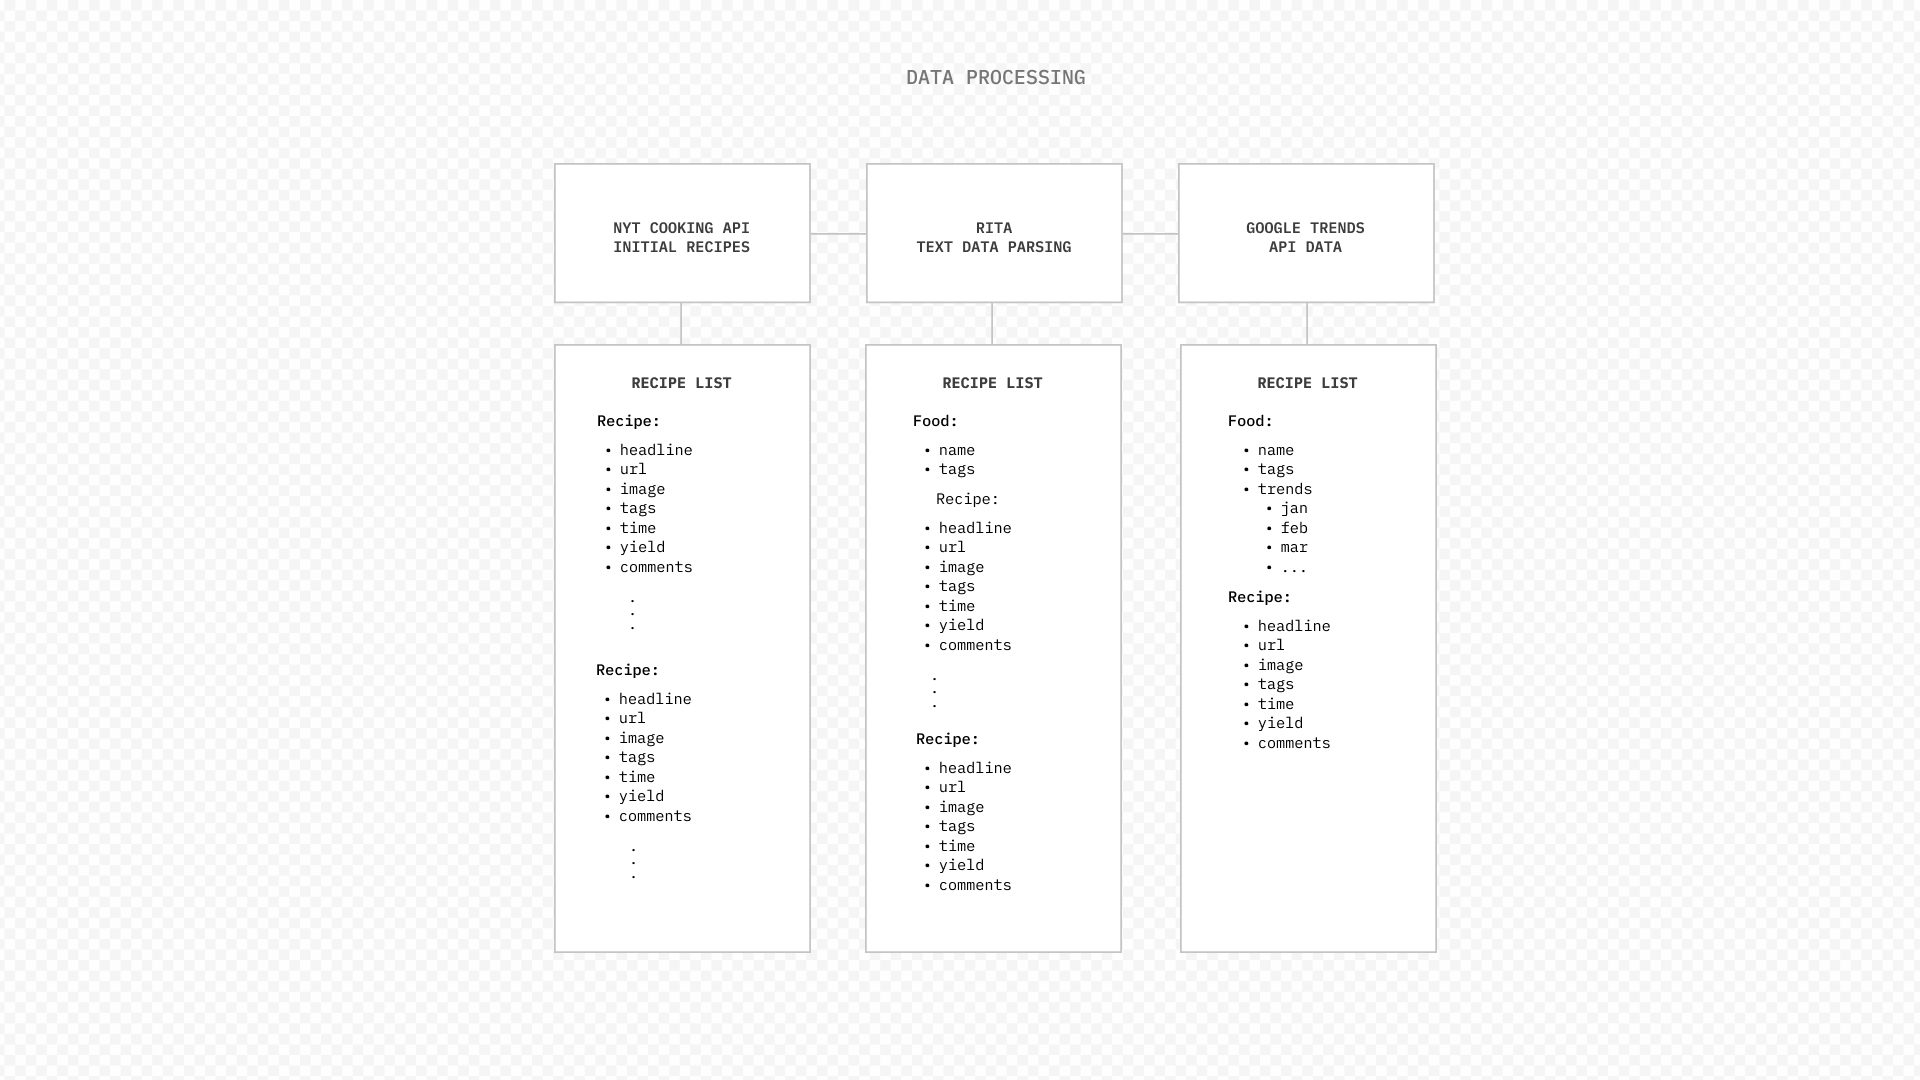 DATA PROCESSING
NYT COOKING API
INITIAL RECIPES
RITA
TEXT DATA PARSING
GOOGLE TRENDS
API DATA
RECIPE LIST
Recipe:
• headline
• url
• image
• tags
• time
• yield
• comments
.
.
.
Recipe:
• headline
• url
• image
• tags
• time
• yield
• comments
.
.
.
RECIPE LIST
Food:
• name
• tags
Recipe:
• headline
• url
• image
• tags
• time
• yield
• comments
.
.
.
Recipe:
• headline
• url
• image
• tags
• time
• yield
• comments
RECIPE LIST
Food:
• name
• tags
• trends
• jan
• feb
• mar
• ...
Recipe:
• headline
• url
• image
• tags
• time
• yield
• comments